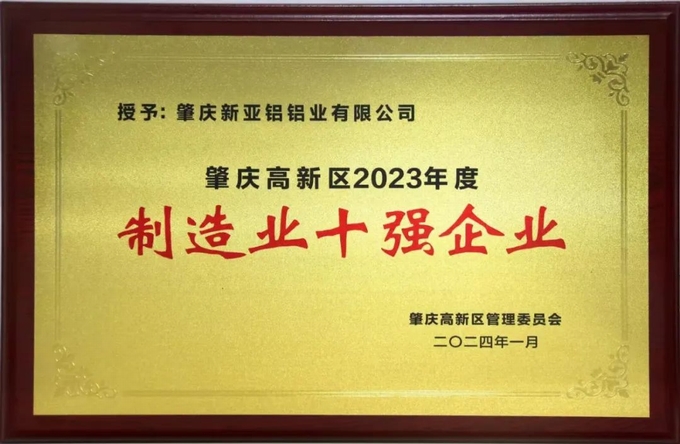 授予：肇庆新亚铝铝业有限公司
肇庆高新区2023年度
制造业十强企业
肇庆高新区管理委员会
二〇二四年一月